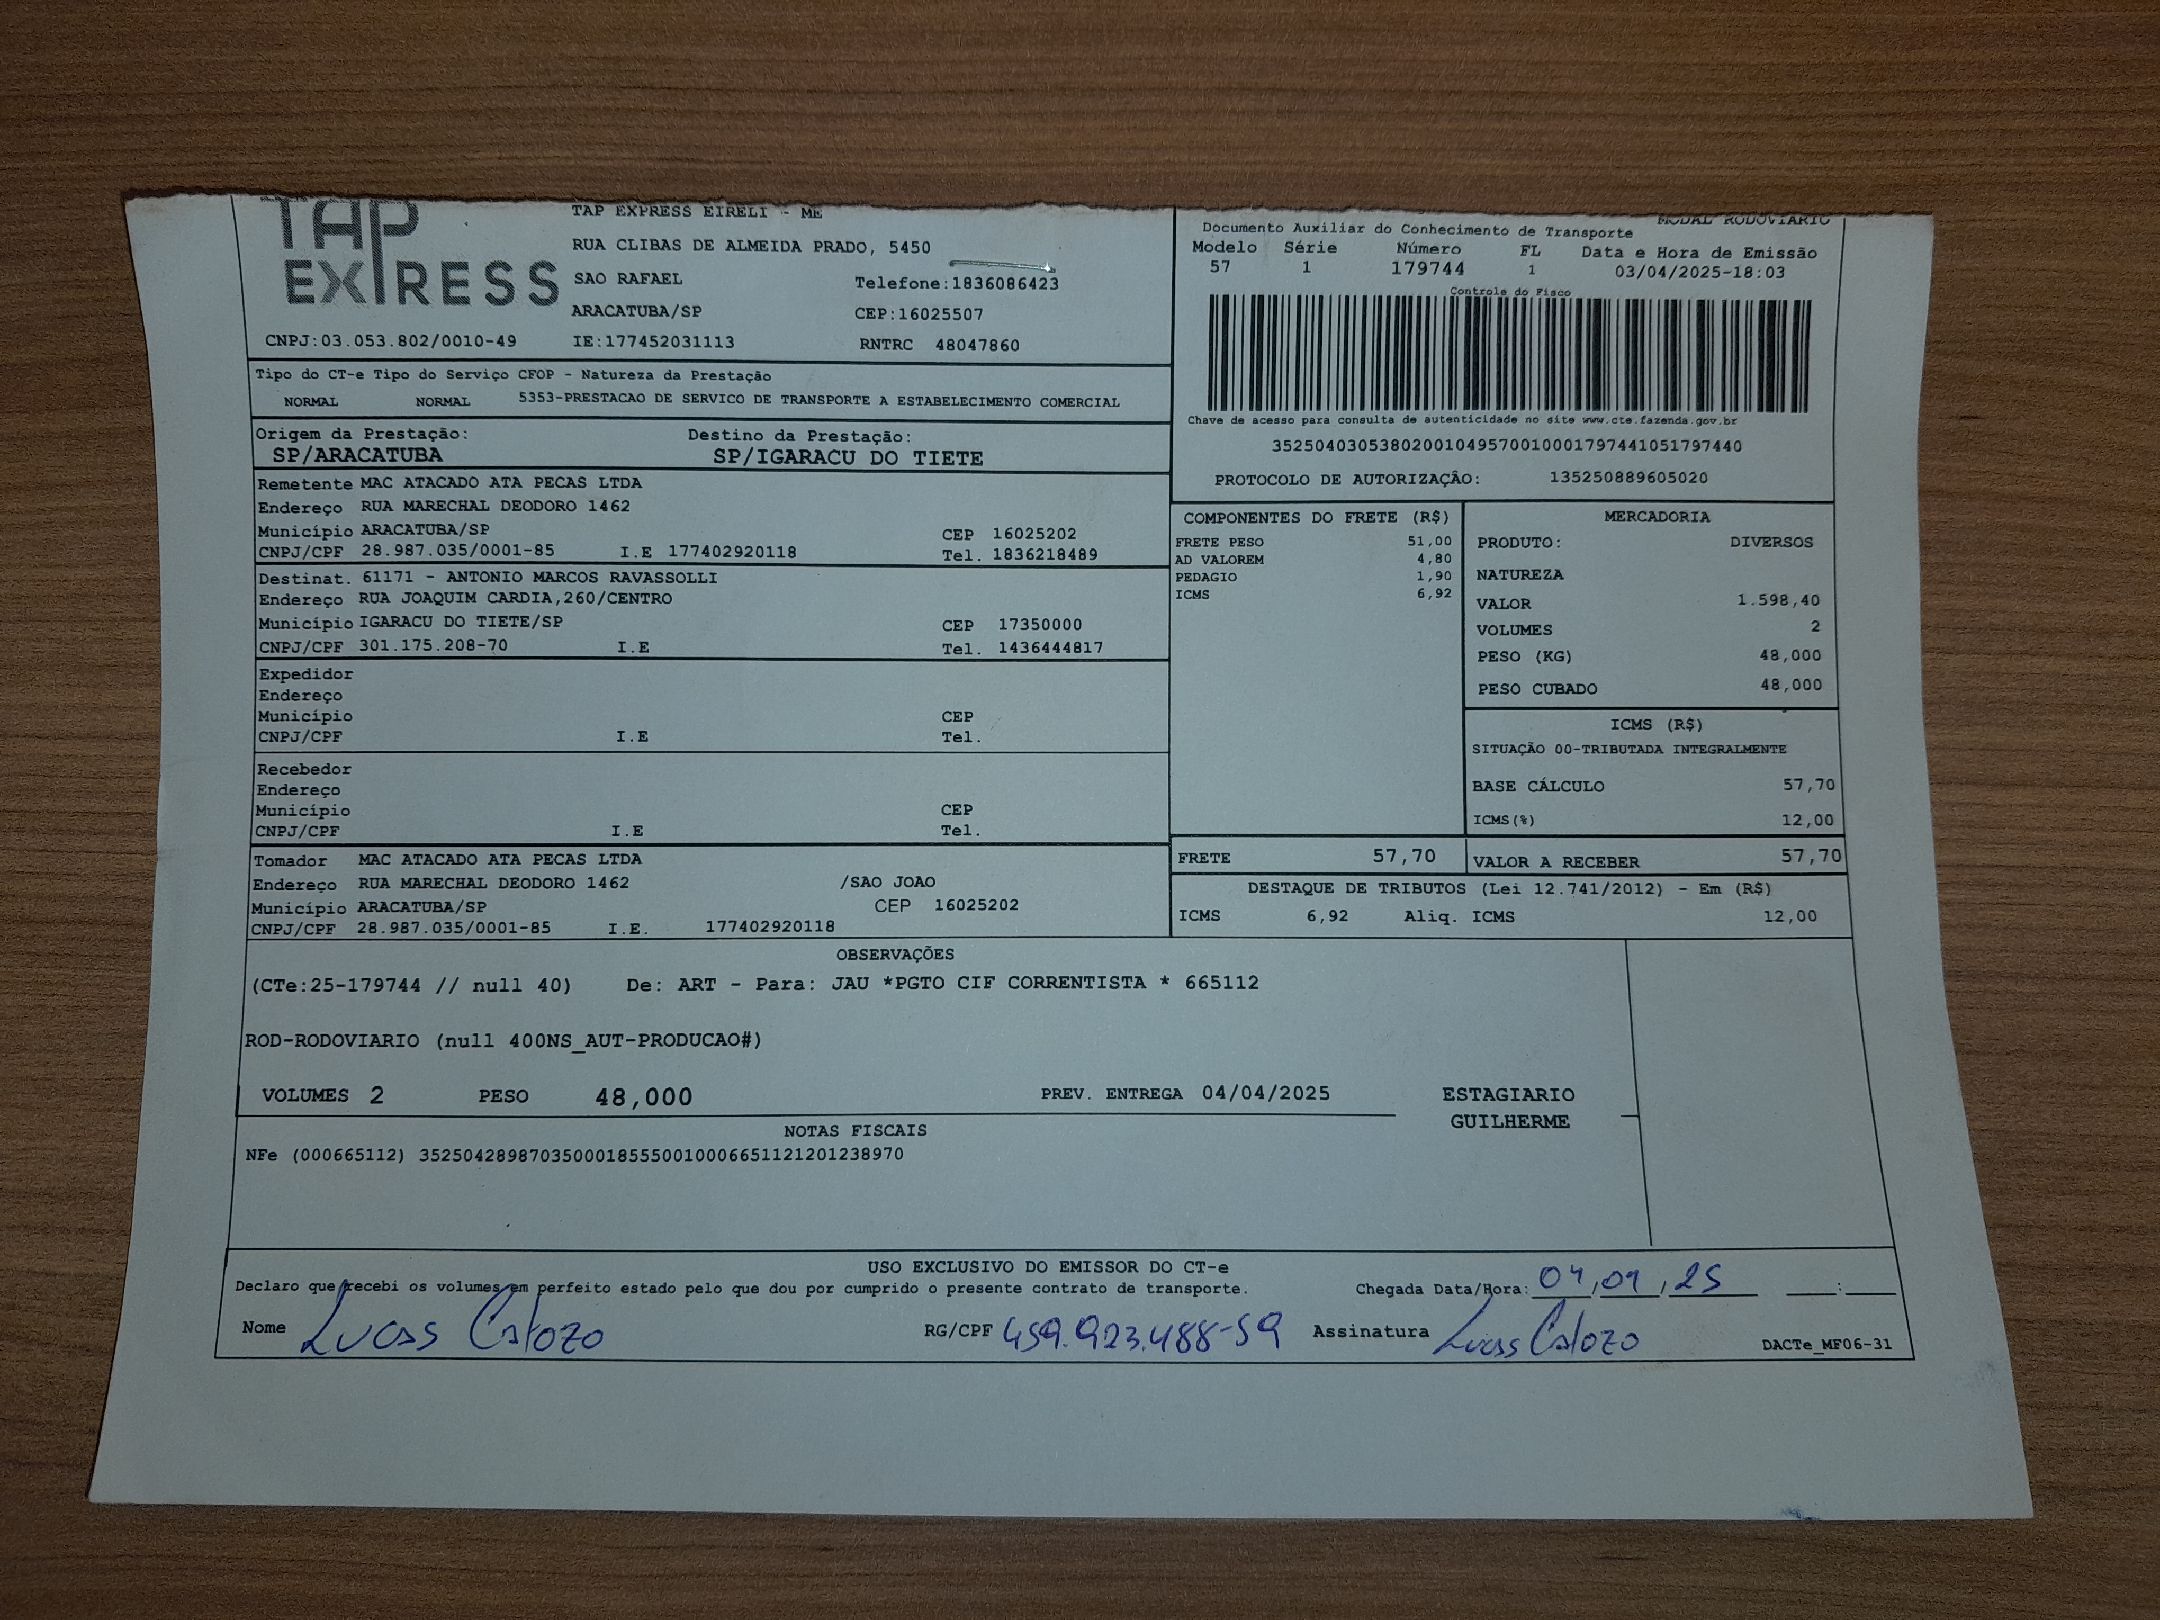 TAP EXPRESS
TAP EXPRESS EIRELI - ME
RUA CLIBAS DE ALMEIDA PRADO, 5450
SAO RAFAEL Telefone:1836086423
ARACATUBA/SP CEP:16025507
CNPJ:03.053.802/0010-49 IE:177452031113 RNTRC 48047860
MODAL RODOVIARIO
Documento Auxiliar do Conhecimento de Transporte
Modelo Série Número FL Data e Hora de Emissão
57 1 179744 1 03/04/2025-18:03
Controle do Fisco
Chave de acesso para consulta de autenticidade no site www.cte.fazenda.gov.br
35250403053802001049570010001797441051797440
PROTOCOLO DE AUTORIZAÇÃO: 135250889605020
Tipo do CT-e Tipo do Serviço CFOP - Natureza da Prestação
NORMAL NORMAL 5353-PRESTACAO DE SERVICO DE TRANSPORTE A ESTABELECIMENTO COMERCIAL
Origem da Prestação: Destino da Prestação:
SP/ARACATUBA SP/IGARACU DO TIETE
Remetente MAC ATACADO ATA PECAS LTDA
Endereço RUA MARECHAL DEODORO 1462
Município ARACATUBA/SP CEP 16025202
CNPJ/CPF 28.987.035/0001-85 I.E 177402920118 Tel. 1836218489
Destinat. 61171 - ANTONIO MARCOS RAVASSOLLI
Endereço RUA JOAQUIM CARDIA,260/CENTRO
Município IGARACU DO TIETE/SP CEP 17350000
CNPJ/CPF 301.175.208-70 I.E Tel. 1436444817
Expedidor
Endereço
Município CEP
CNPJ/CPF I.E Tel.
Recebedor
Endereço
Município CEP
CNPJ/CPF I.E Tel.
Tomador MAC ATACADO ATA PECAS LTDA
Endereço RUA MARECHAL DEODORO 1462 /SAO JOAO
Município ARACATUBA/SP CEP 16025202
CNPJ/CPF 28.987.035/0001-85 I.E. 177402920118
COMPONENTES DO FRETE (R$)
FRETE PESO 51,00
AD VALOREM 4,80
PEDAGIO 1,90
ICMS 6,92
MERCADORIA
PRODUTO: DIVERSOS
NATUREZA
VALOR 1.598,40
VOLUMES 2
PESO (KG) 48,000
PESO CUBADO 48,000
ICMS (R$)
SITUAÇÃO 00-TRIBUTADA INTEGRALMENTE
BASE CÁLCULO 57,70
ICMS(%) 12,00
FRETE 57,70 VALOR A RECEBER 57,70
DESTAQUE DE TRIBUTOS (Lei 12.741/2012) - Em (R$)
ICMS 6,92 Aliq. ICMS 12,00
OBSERVAÇÕES
(CTe:25-179744 // null 40) De: ART - Para: JAU *PGTO CIF CORRENTISTA * 665112
ROD-RODOVIARIO (null 400NS_AUT-PRODUCAO#)
VOLUMES 2 PESO 48,000 PREV. ENTREGA 04/04/2025 ESTAGIARIO
GUILHERME
NOTAS FISCAIS
NFe (000665112) 35250428987035000185550010006651121201238970
USO EXCLUSIVO DO EMISSOR DO CT-e
Declaro que recebi os volumes em perfeito estado pelo que dou por cumprido o presente contrato de transporte. Chegada Data/Hora: 04,09,25 :
Nome Lucas RG/CPF 459.923.488-59 Assinatura Lucas DACTe_MF06-31